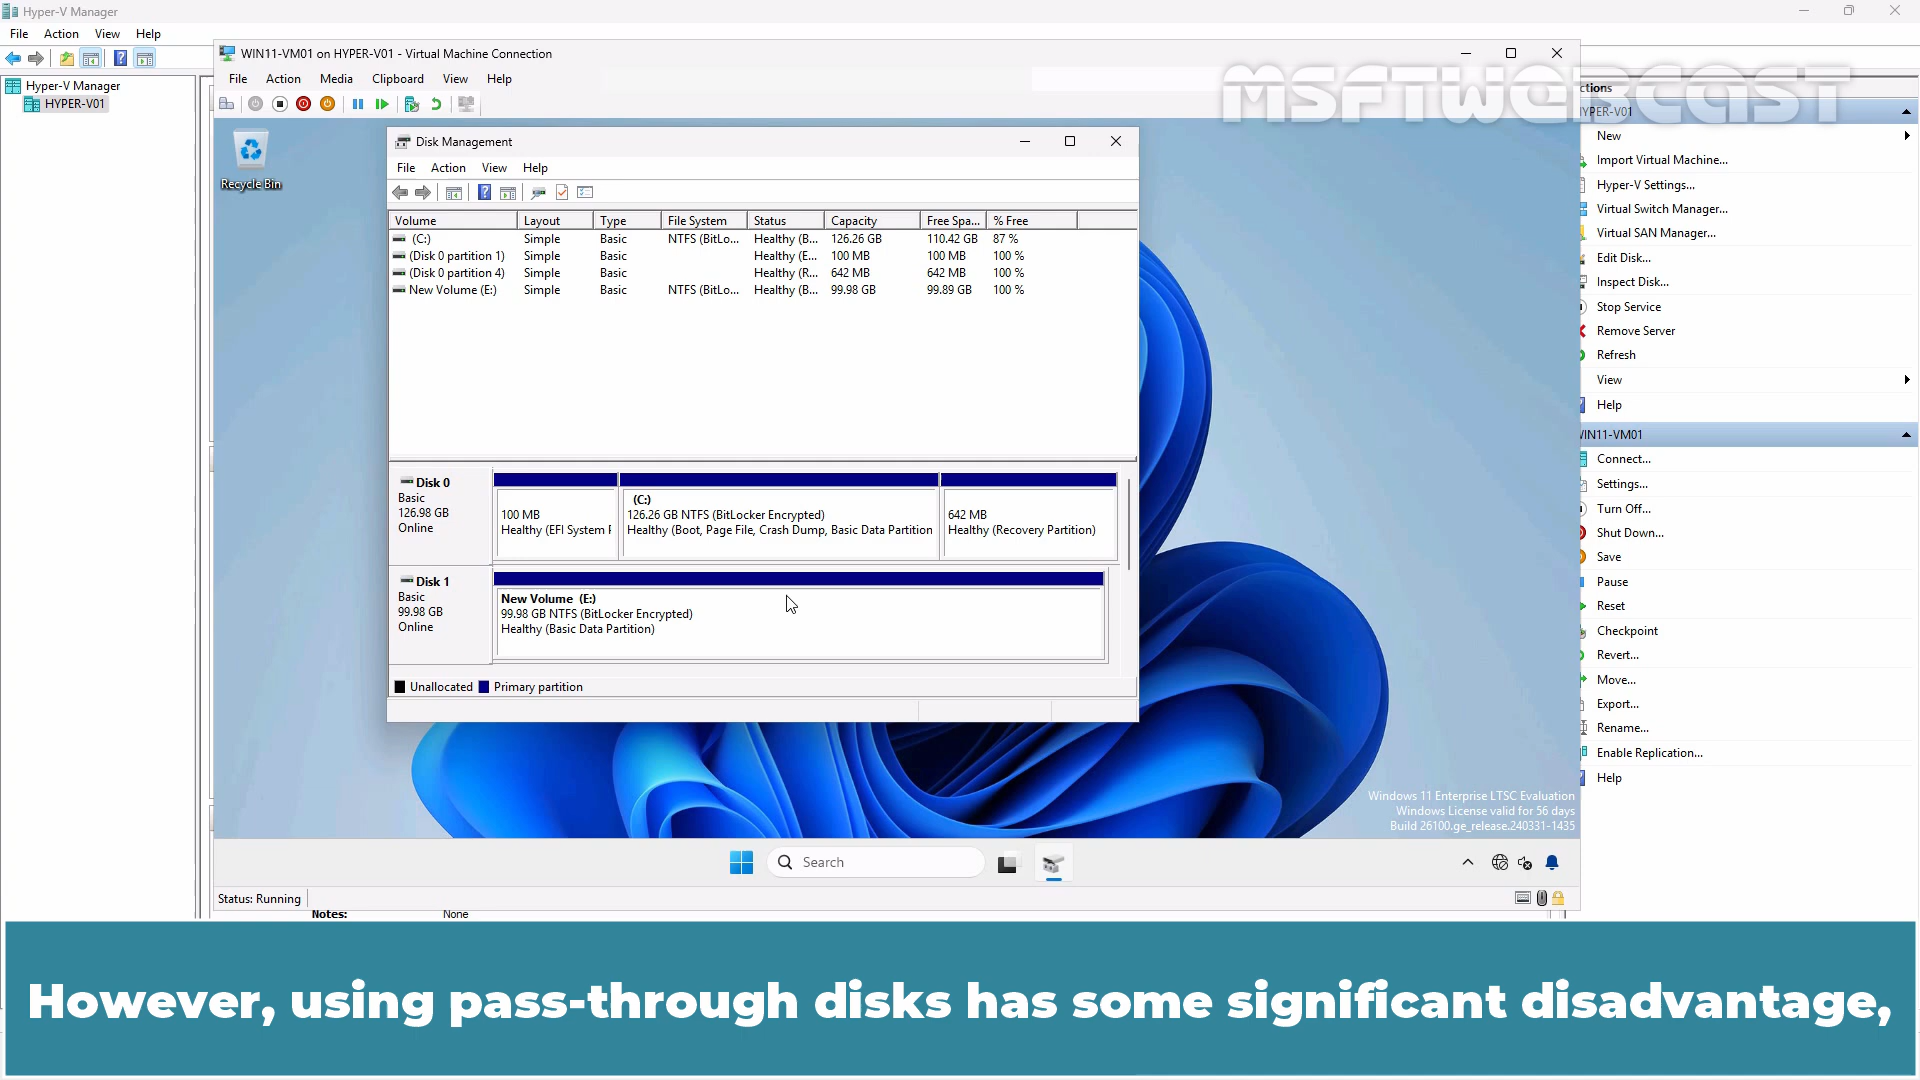 Hyper-V Manager
File Action View Help
Hyper-V Manager
HYPER-V01
WIN11-VM01 on HYPER-V01 - Virtual Machine Connection
File Action Media Clipboard View Help
MSFTWEBCAST
Recycle Bin
Disk Management
File Action View Help
Volume Layout Type File System Status Capacity Free Spa... % Free
(C:) Simple Basic NTFS (BitLo... Healthy (B... 126.26 GB 110.42 GB 87 %
(Disk 0 partition 1) Simple Basic Healthy (E... 100 MB 100 MB 100 %
(Disk 0 partition 4) Simple Basic Healthy (R... 642 MB 642 MB 100 %
New Volume (E:) Simple Basic NTFS (BitLo... Healthy (B... 99.98 GB 99.89 GB 100 %
Disk 0
Basic
126.98 GB
Online
100 MB
Healthy (EFI System
(C:)
126.26 GB NTFS (BitLocker Encrypted)
Healthy (Boot, Page File, Crash Dump, Basic Data Partition
642 MB
Healthy (Recovery Partition)
Disk 1
Basic
99.98 GB
Online
New Volume (E:)
99.98 GB NTFS (BitLocker Encrypted)
Healthy (Basic Data Partition)
Unallocated Primary partition
Windows 11 Enterprise LTSC Evaluation
Windows License valid for 56 days
Build 26100.ge_release.240331-1435
Search
Status: Running
Notes: None
ctions
YPER-V01
New
Import Virtual Machine...
Hyper-V Settings...
Virtual Switch Manager...
Virtual SAN Manager...
Edit Disk...
Inspect Disk...
Stop Service
Remove Server
Refresh
View
Help
WIN11-VM01
Connect...
Settings...
Turn Off...
Shut Down...
Save
Pause
Reset
Checkpoint
Revert...
Move...
Export...
Rename...
Enable Replication...
Help
However, using pass-through disks has some significant disadvantage,